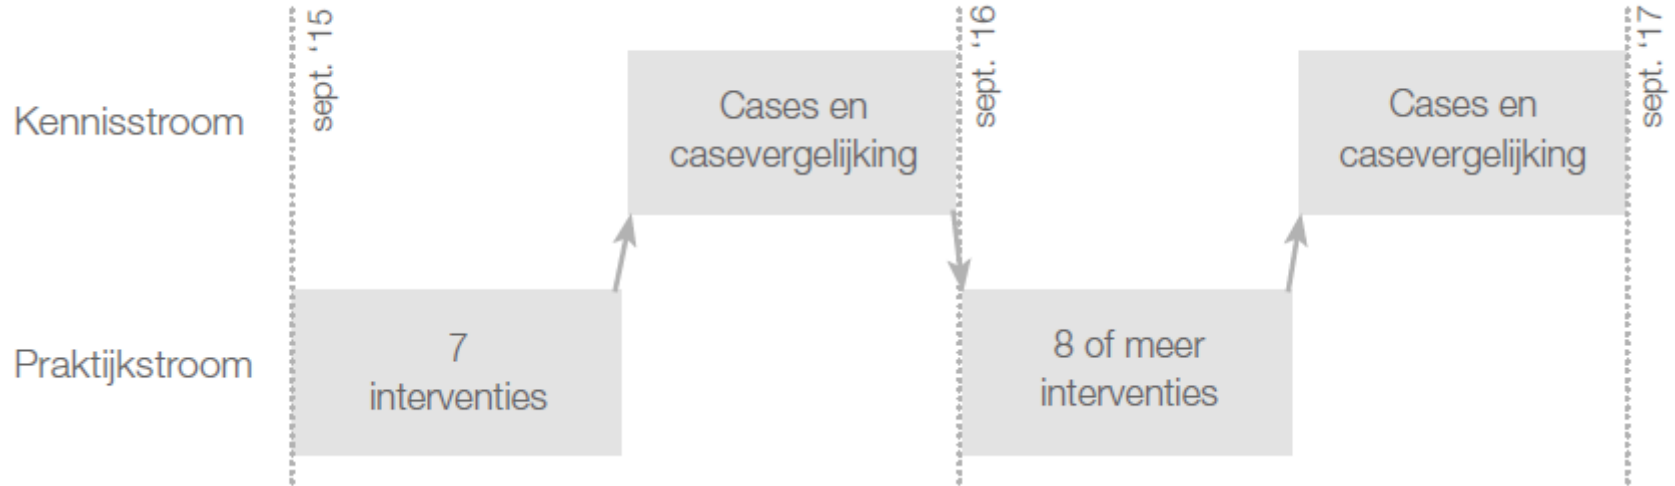 sept. ‘15
sept. ‘16
sept. ‘17
Kennisstroom
Cases en
casevergelijking
Cases en
casevergelijking
Praktijkstroom
7
interventies
8 of meer
interventies